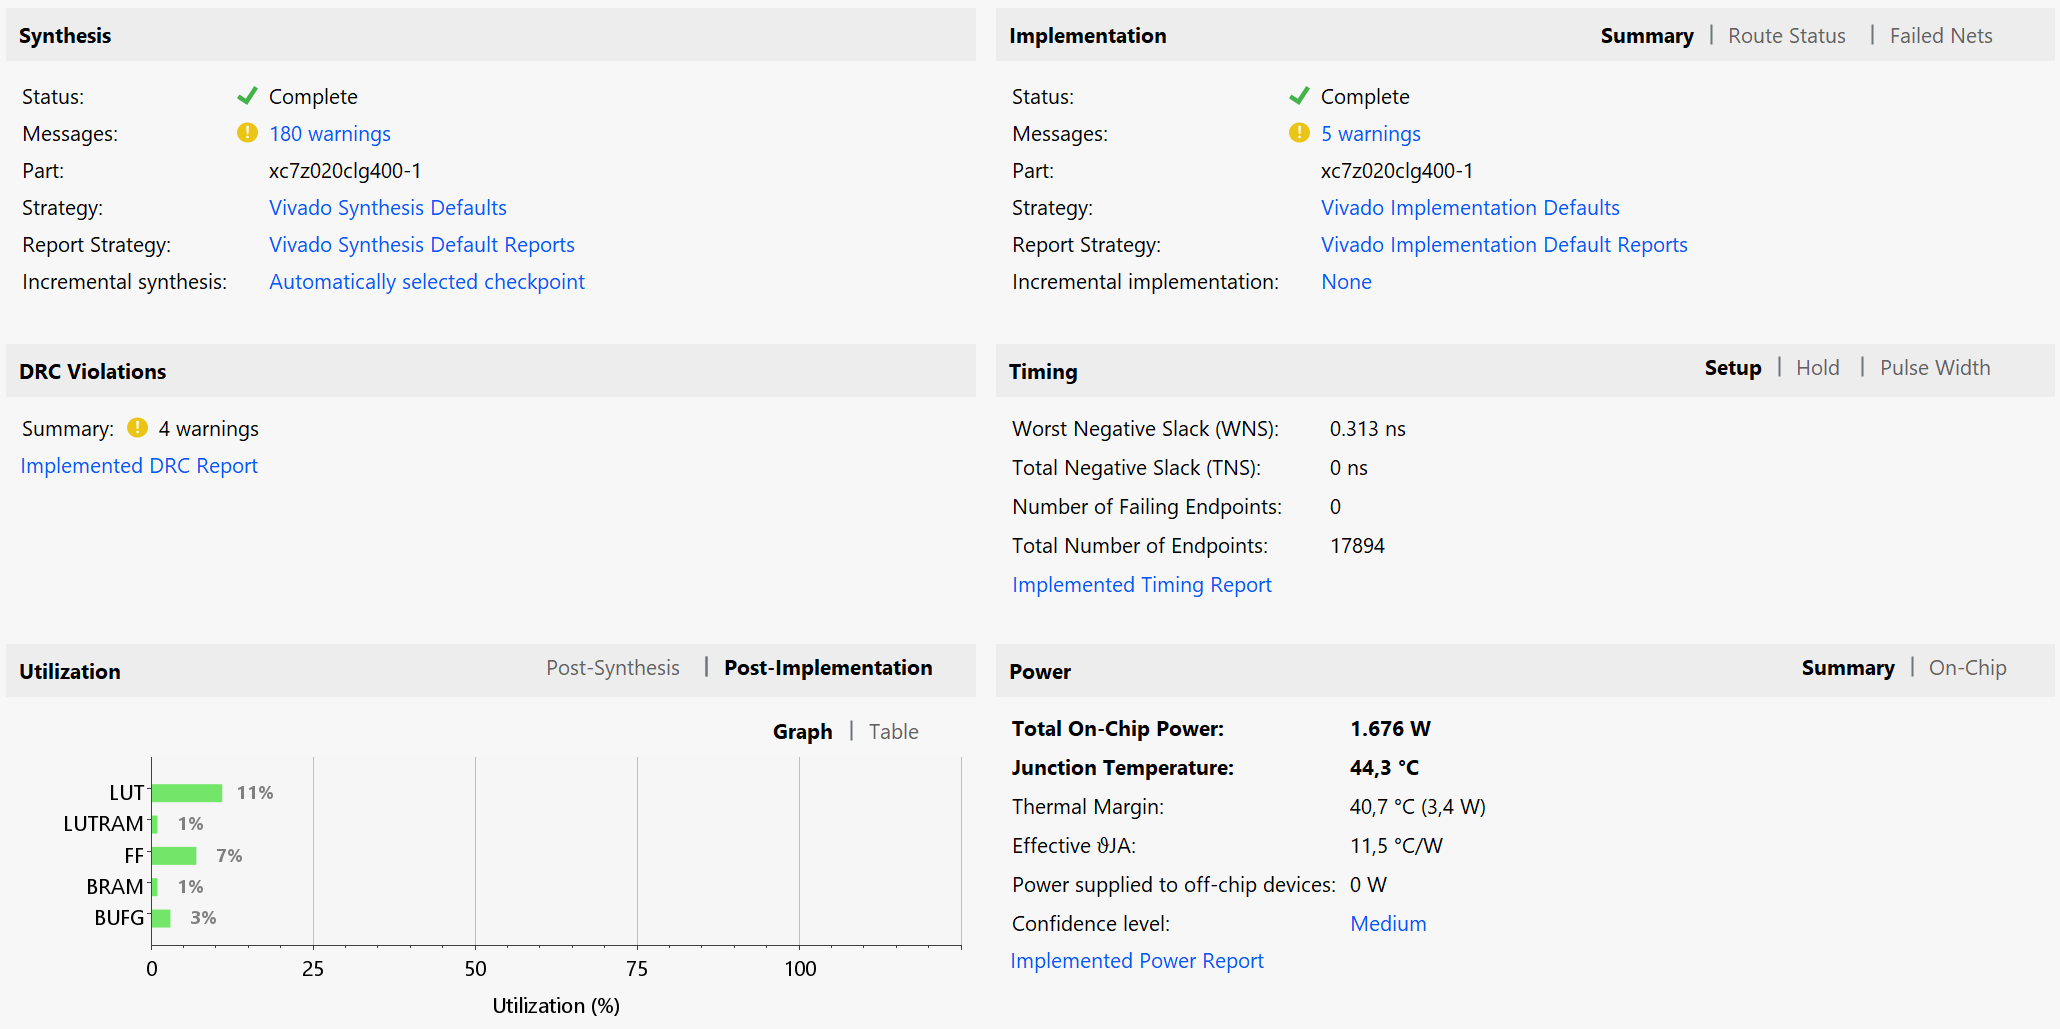 Synthesis
Status: Complete
Messages: 180 warnings
Part: xc7z020clg400-1
Strategy: Vivado Synthesis Defaults
Report Strategy: Vivado Synthesis Default Reports
Incremental synthesis: Automatically selected checkpoint
Implementation Summary | Route Status | Failed Nets
Status: Complete
Messages: 5 warnings
Part: xc7z020clg400-1
Strategy: Vivado Implementation Defaults
Report Strategy: Vivado Implementation Default Reports
Incremental implementation: None
DRC Violations
Summary: 4 warnings
Implemented DRC Report
Timing Setup | Hold | Pulse Width
Worst Negative Slack (WNS): 0.313 ns
Total Negative Slack (TNS): 0 ns
Number of Failing Endpoints: 0
Total Number of Endpoints: 17894
Implemented Timing Report
Utilization Post-Synthesis | Post-Implementation
Graph | Table
LUT 11%
LUTRAM 1%
FF 7%
BRAM 1%
BUFG 3%
0 25 50 75 100
Utilization (%)
Power Summary | On-Chip
Total On-Chip Power: 1.676 W
Junction Temperature: 44,3 °C
Thermal Margin: 40,7 °C (3,4 W)
Effective ϑJA: 11,5 °C/W
Power supplied to off-chip devices: 0 W
Confidence level: Medium
Implemented Power Report